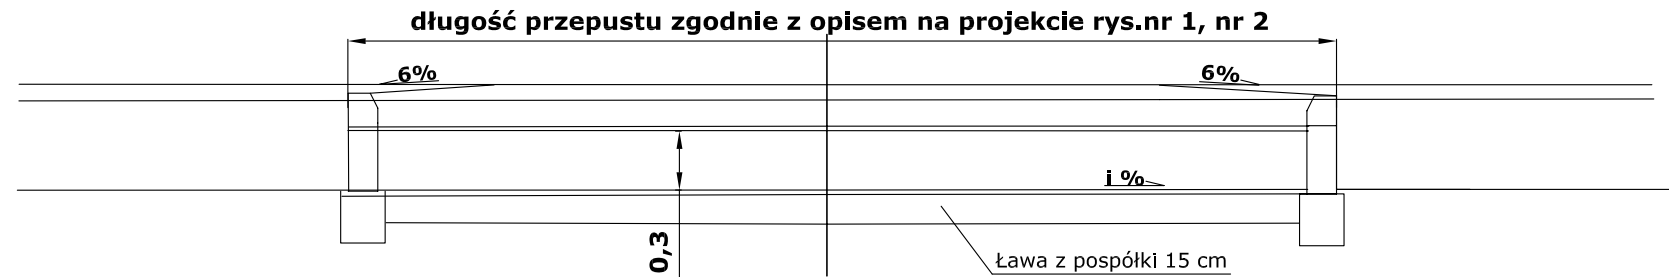 długość przepustu zgodnie z opisem na projekcie rys.nr 1, nr 2
6%
6%
i %
0,3
Ława z pospółki 15 cm